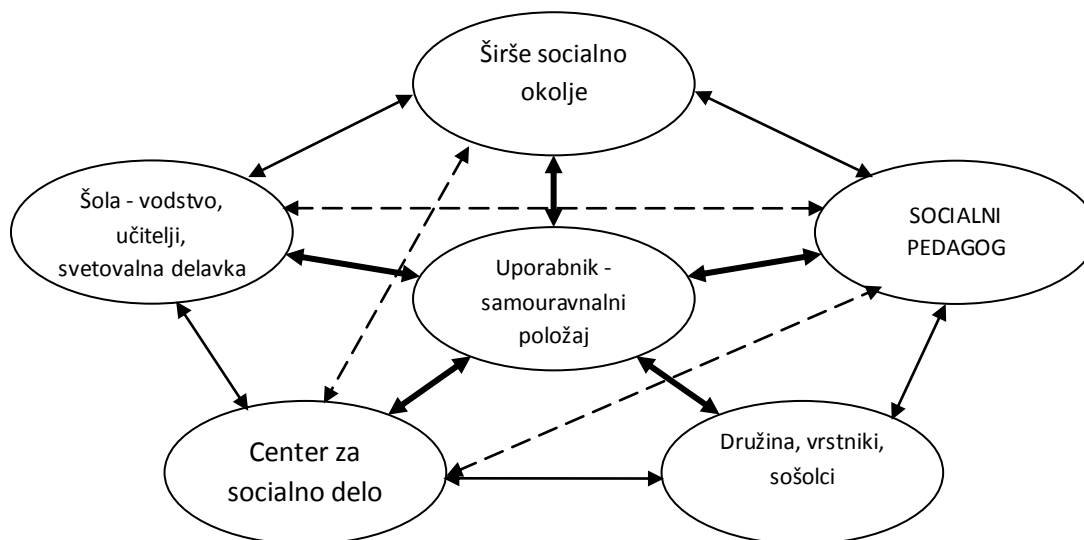 Širše socialno
okolje
Šola - vodstvo,
učitelji,
svetovalna delavka
SOCIALNI
PEDAGOG
Uporabnik -
samouravnalni
položaj
Center za
socialno delo
Družina, vrstniki,
sošolci